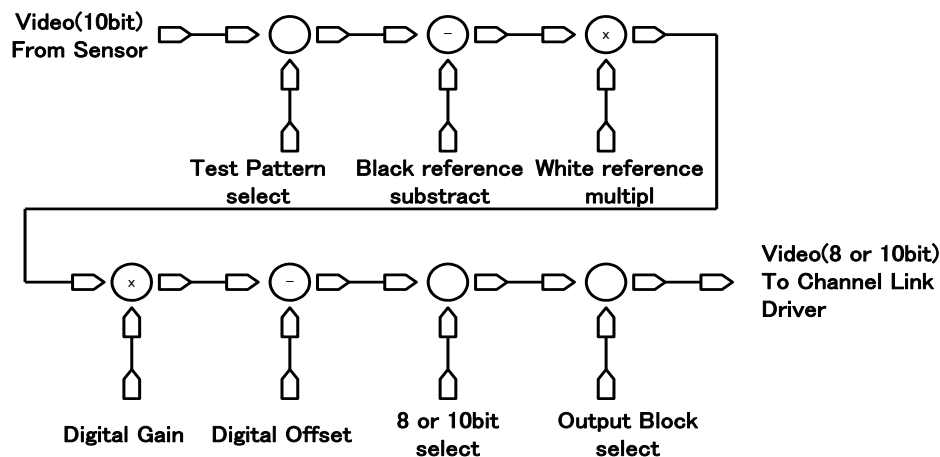 Video(10bit)
From Sensor
−
x
Test Pattern
select
Black reference
substract
White reference
multipl
x
−
Video(8 or 10bit)
To Channel Link
Driver
Digital Gain
Digital Offset
8 or 10bit
select
Output Block
select